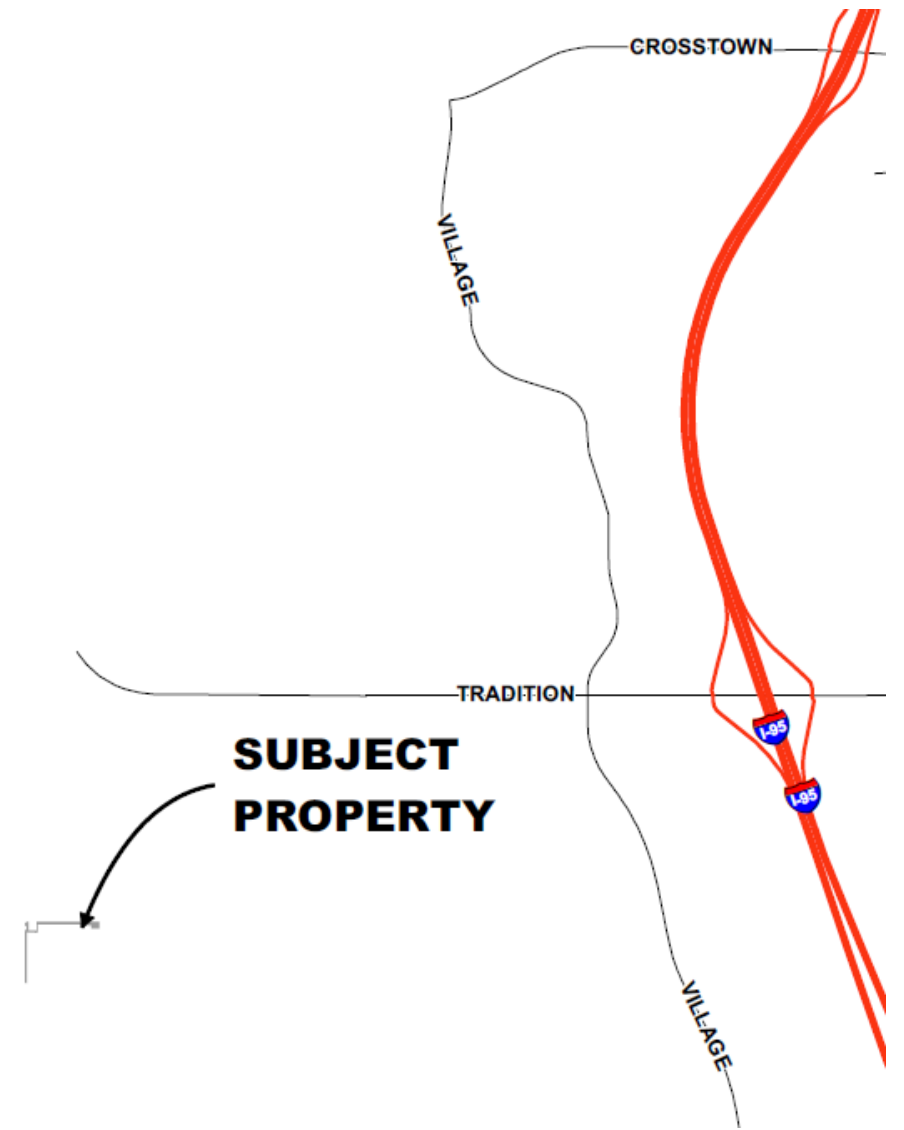 CROSSTOWN
VILLAGE
TRADITION
I-95
SUBJECT
PROPERTY
I-95
VILLAGE